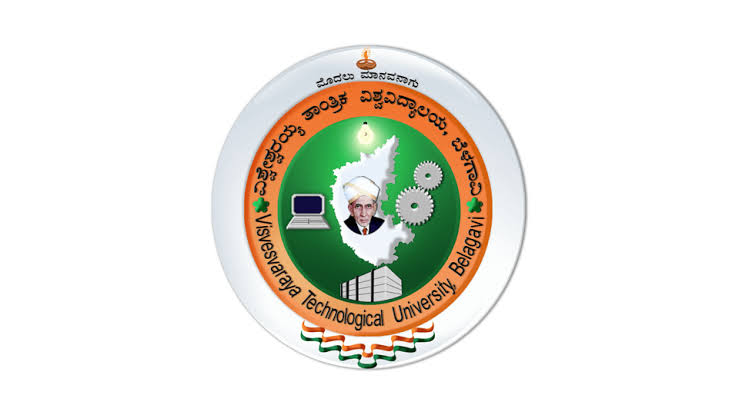 ಮೊದಲು ಮಾನವನಾಗು
ವಿಶ್ವೇಶ್ವರಯ್ಯ ತಾಂತ್ರಿಕ ವಿಶ್ವವಿದ್ಯಾಲಯ, ಬೆಳಗಾವಿ
Visvesvaraya Technological University, Belagavi